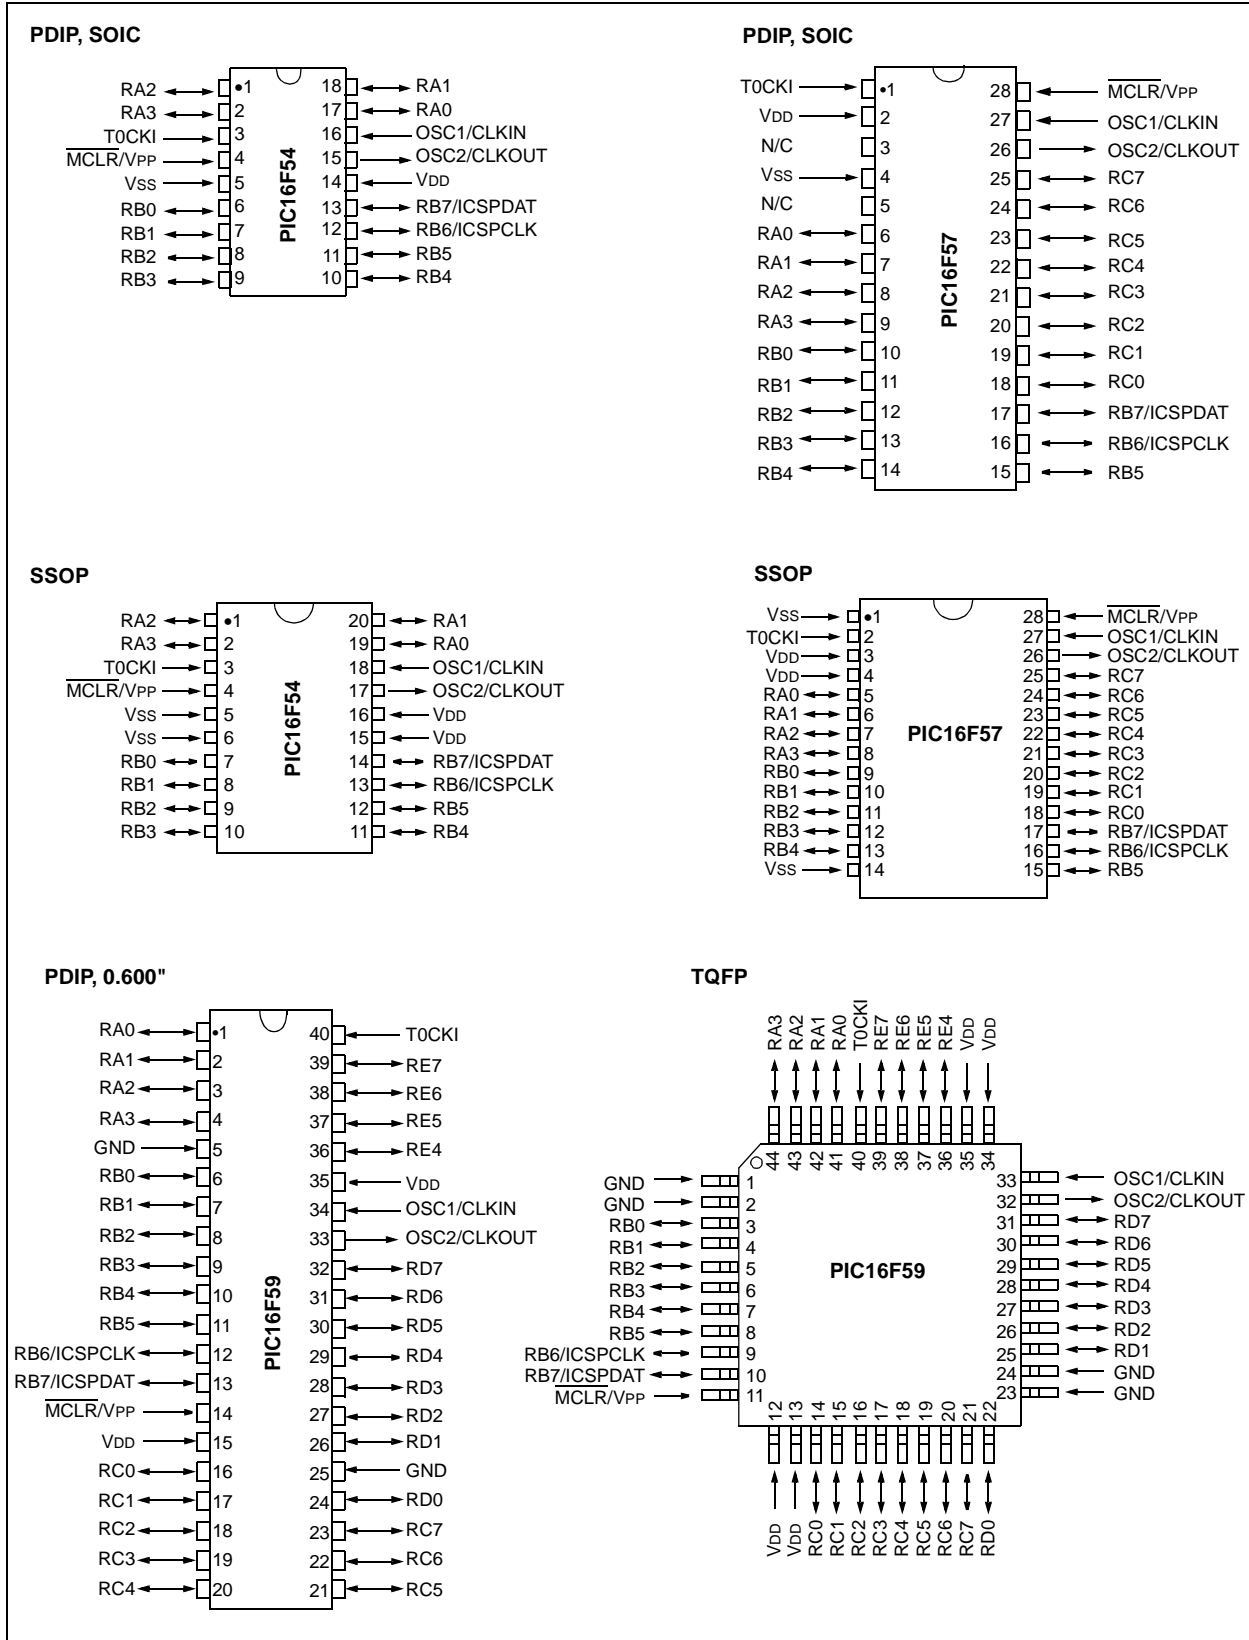 PDIP, SOIC
RA2 •1 18 RA1
RA3 2 17 RA0
T0CKI 3 16 OSC1/CLKIN
MCLR/VPP 4 15 OSC2/CLKOUT
VSS 5 14 VDD
RB0 6 13 RB7/ICSPDAT
RB1 7 12 RB6/ICSPCLK
RB2 8 11 RB5
RB3 9 10 RB4
PIC16F54
PDIP, SOIC
T0CKI •1 28 MCLR/VPP
VDD 2 27 OSC1/CLKIN
N/C 3 26 OSC2/CLKOUT
VSS 4 25 RC7
N/C 5 24 RC6
RA0 6 23 RC5
RA1 7 22 RC4
RA2 8 21 RC3
RA3 9 20 RC2
RB0 10 19 RC1
RB1 11 18 RC0
RB2 12 17 RB7/ICSPDAT
RB3 13 16 RB6/ICSPCLK
RB4 14 15 RB5
PIC16F57
SSOP
RA2 •1 20 RA1
RA3 2 19 RA0
T0CKI 3 18 OSC1/CLKIN
MCLR/VPP 4 17 OSC2/CLKOUT
VSS 5 16 VDD
VSS 6 15 VDD
RB0 7 14 RB7/ICSPDAT
RB1 8 13 RB6/ICSPCLK
RB2 9 12 RB5
RB3 10 11 RB4
PIC16F54
SSOP
VSS •1 28 MCLR/VPP
T0CKI 2 27 OSC1/CLKIN
VDD 3 26 OSC2/CLKOUT
VDD 4 25 RC7
RA0 5 24 RC6
RA1 6 23 RC5
RA2 7 22 RC4
RA3 8 21 RC3
RB0 9 20 RC2
RB1 10 19 RC1
RB2 11 18 RC0
RB3 12 17 RB7/ICSPDAT
RB4 13 16 RB6/ICSPCLK
VSS 14 15 RB5
PIC16F57
PDIP, 0.600"
RA0 •1 40 T0CKI
RA1 2 39 RE7
RA2 3 38 RE6
RA3 4 37 RE5
GND 5 36 RE4
RB0 6 35 VDD
RB1 7 34 OSC1/CLKIN
RB2 8 33 OSC2/CLKOUT
RB3 9 32 RD7
RB4 10 31 RD6
RB5 11 30 RD5
RB6/ICSPCLK 12 29 RD4
RB7/ICSPDAT 13 28 RD3
MCLR/VPP 14 27 RD2
VDD 15 26 RD1
RC0 16 25 GND
RC1 17 24 RD0
RC2 18 23 RC7
RC3 19 22 RC6
RC4 20 21 RC5
PIC16F59
TQFP
RA3 RA2 RA1 RA0 T0CKI RE7 RE6 RE5 RE4 VDD VDD
44 43 42 41 40 39 38 37 36 35 34
GND 1 33 OSC1/CLKIN
GND 2 32 OSC2/CLKOUT
RB0 3 31 RD7
RB1 4 30 RD6
RB2 5 29 RD5
RB3 6 28 RD4
RB4 7 27 RD3
RB5 8 26 RD2
RB6/ICSPCLK 9 25 RD1
RB7/ICSPDAT 10 24 GND
MCLR/VPP 11 23 GND
PIC16F59
12 13 14 15 16 17 18 19 20 21 22
VDD VDD RC0 RC1 RC2 RC3 RC4 RC5 RC6 RC7 RD0